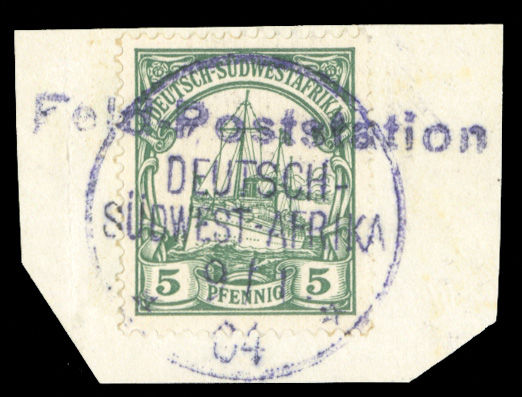 DEUTSCH-SÜDWESTAFRIKA
Feld-Poststation
DEUTSCH-
SÜDWEST-AFRIKA
5 PFENNIG 5
04